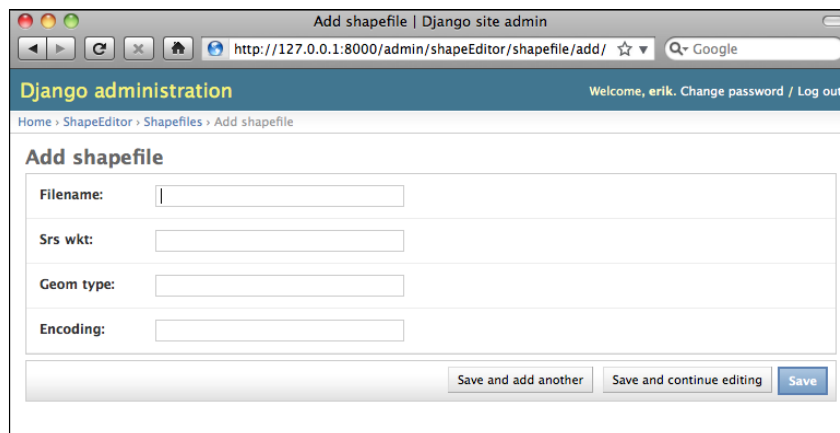 Add shapefile | Django site admin
http://127.0.0.1:8000/admin/shapeEditor/shapefile/add/
Google
Django administration
Welcome, erik. Change password / Log out
Home › ShapeEditor › Shapefiles › Add shapefile
Add shapefile
Filename:
Srs wkt:
Geom type:
Encoding:
Save and add another
Save and continue editing
Save